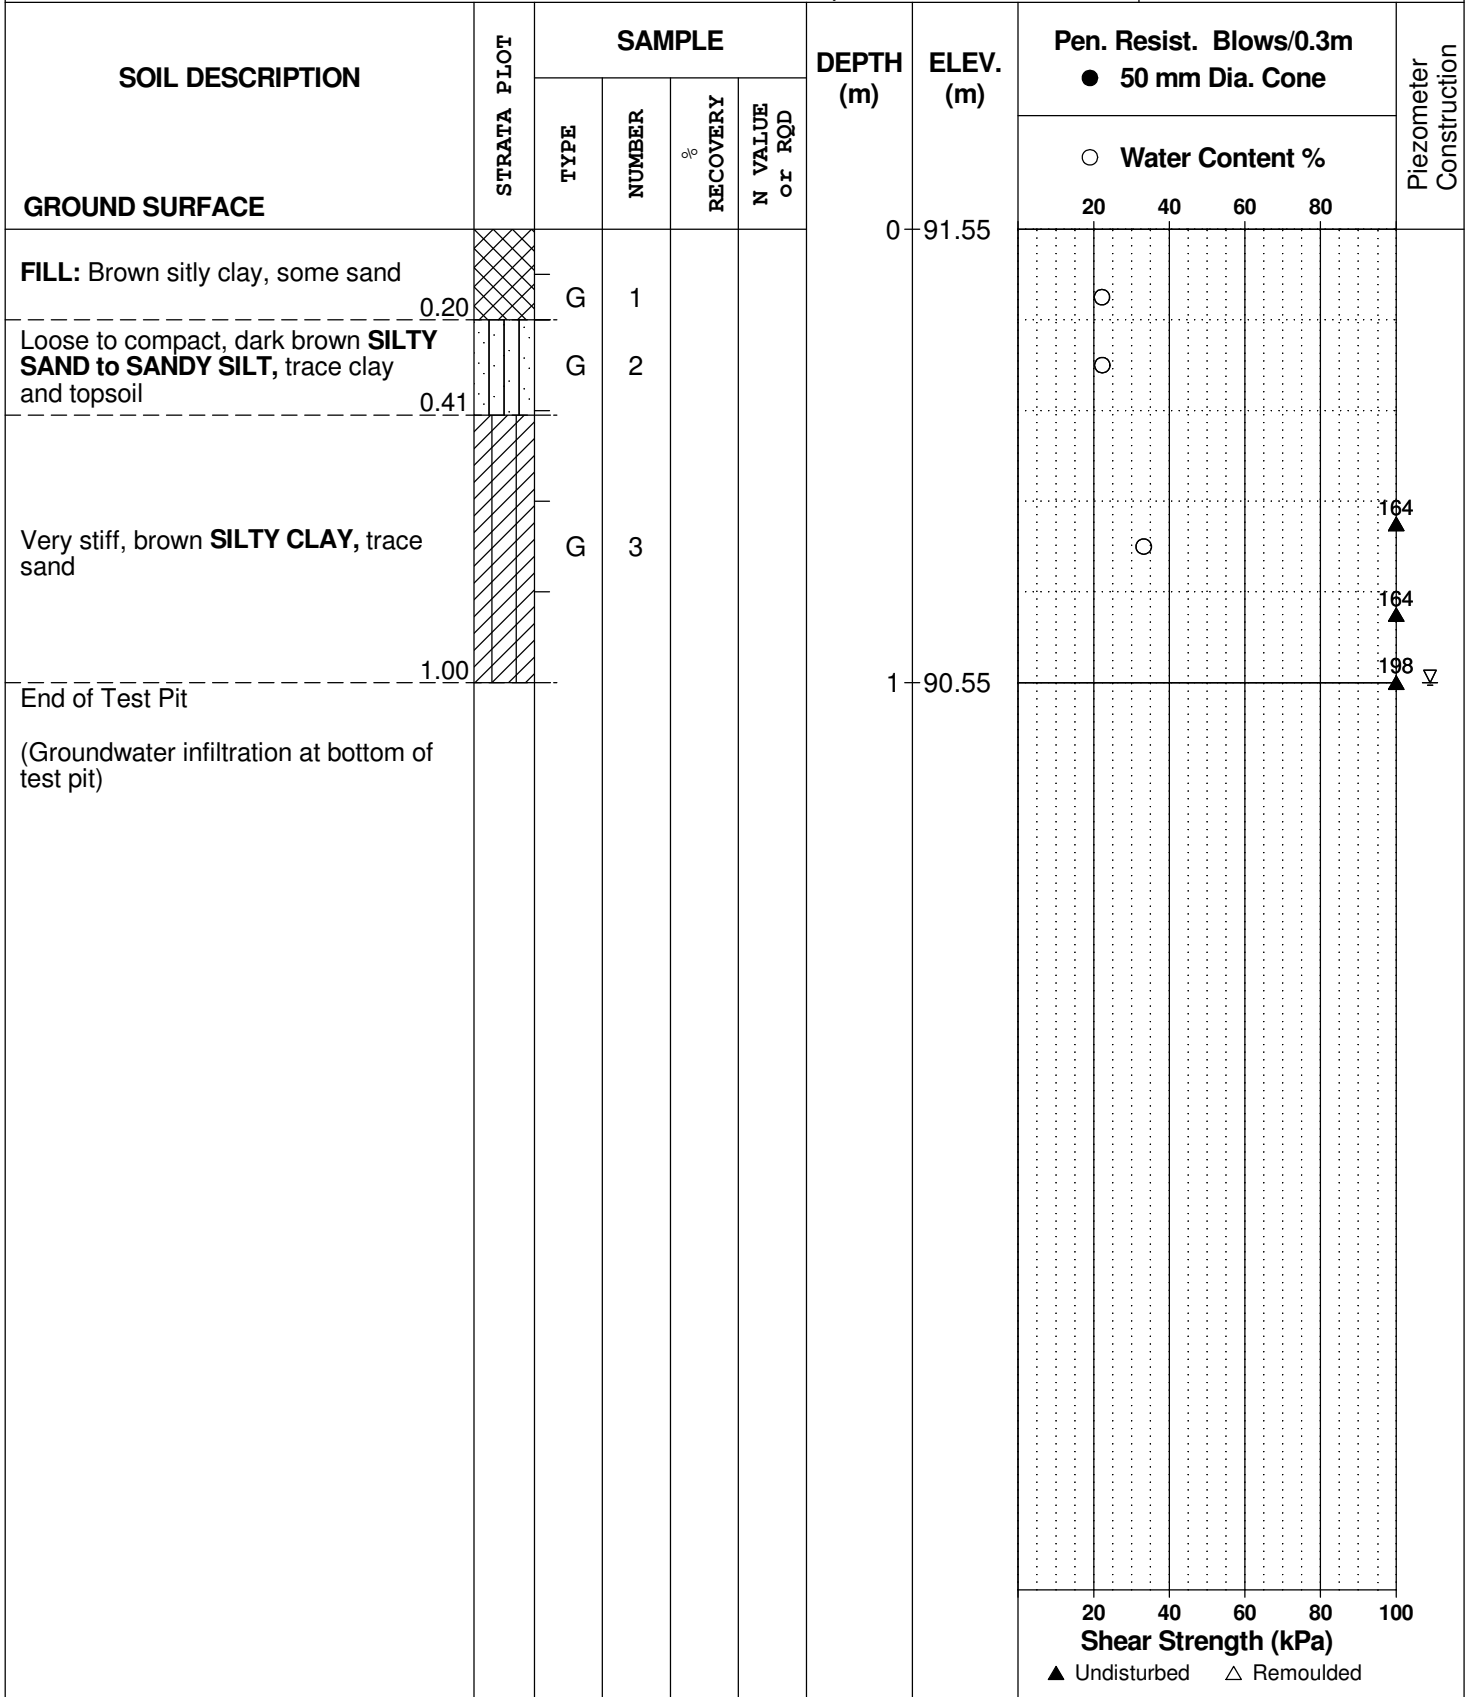 SOIL DESCRIPTION
GROUND SURFACE
STRATA PLOT
SAMPLE
TYPE
NUMBER
%
RECOVERY
N VALUE
or RQD
DEPTH
(m)
ELEV.
(m)
Pen. Resist. Blows/0.3m
● 50 mm Dia. Cone
○ Water Content %
20 40 60 80
Piezometer
Construction
0 91.55
FILL: Brown sitly clay, some sand
0.20
G 1
Loose to compact, dark brown SILTY
SAND to SANDY SILT, trace clay
and topsoil
0.41
G 2
164
Very stiff, brown SILTY CLAY, trace
sand
G 3
164
198
1.00
1 90.55
End of Test Pit
(Groundwater infiltration at bottom of
test pit)
20 40 60 80 100
Shear Strength (kPa)
▲ Undisturbed △ Remoulded